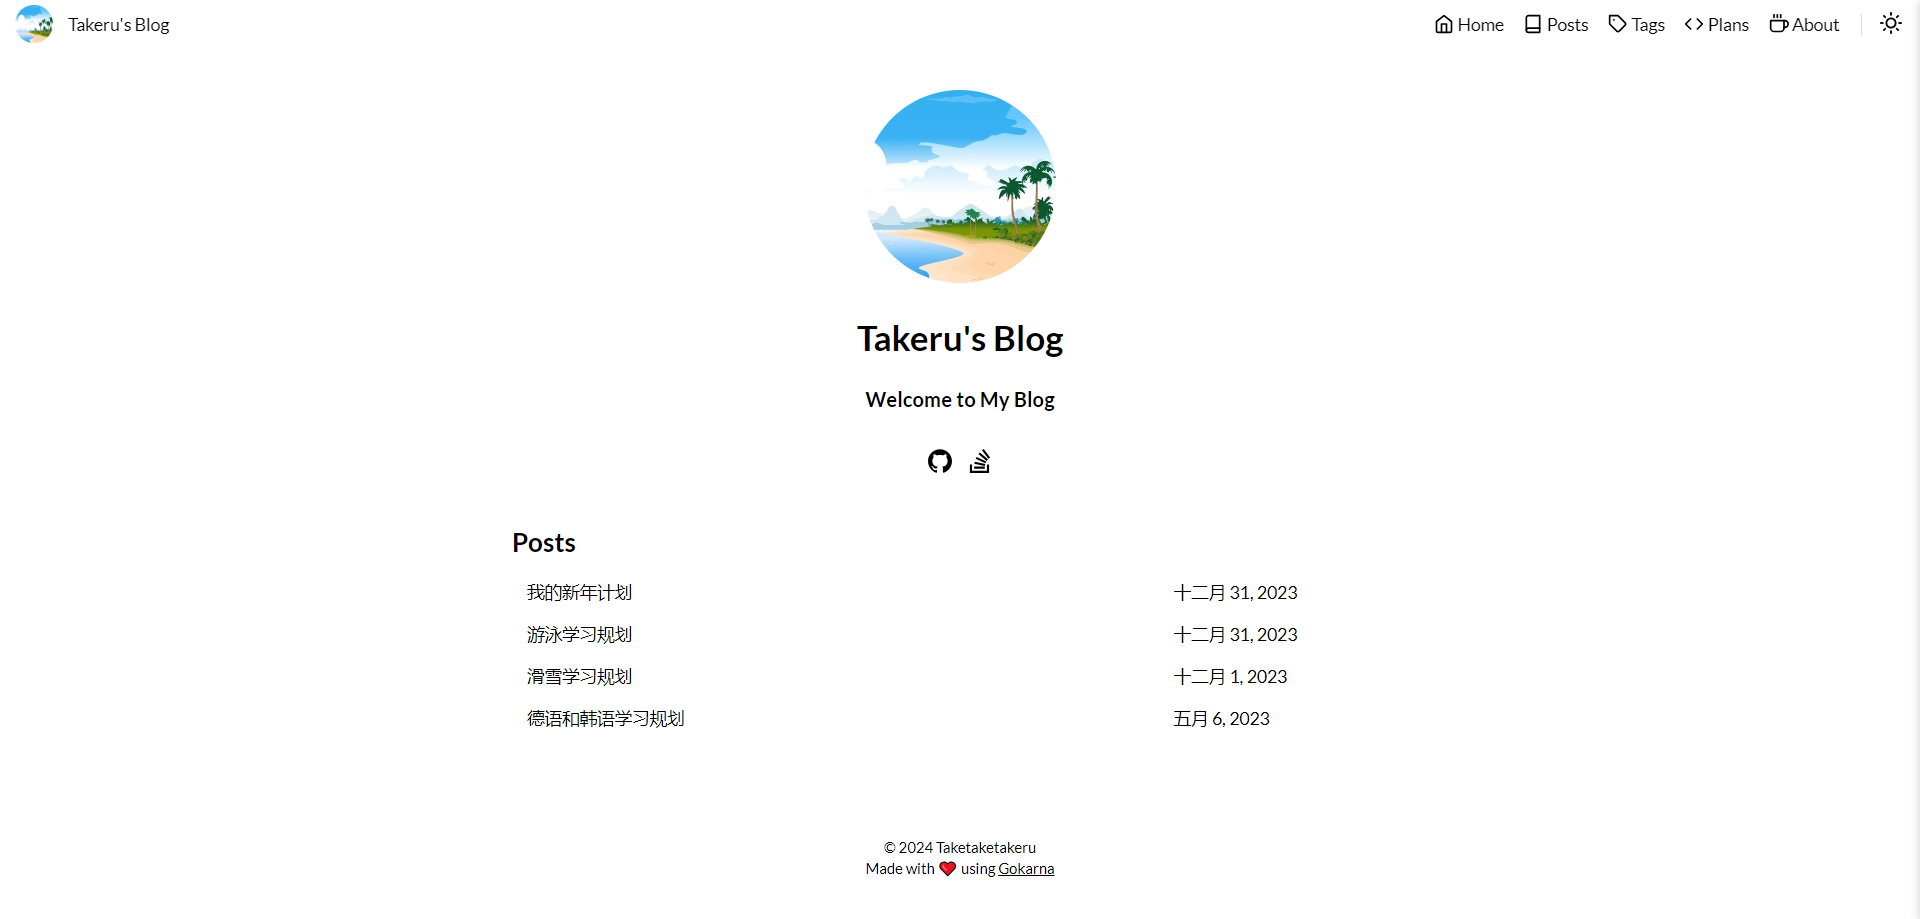 Takeru's Blog Home Posts Tags Plans About
Takeru's Blog
Welcome to My Blog
Posts
我的新年计划 十二月 31, 2023
游泳学习规划 十二月 31, 2023
滑雪学习规划 十二月 1, 2023
德语和韩语学习规划 五月 6, 2023
© 2024 Taketaketakeru
Made with ❤️ using Gokarna